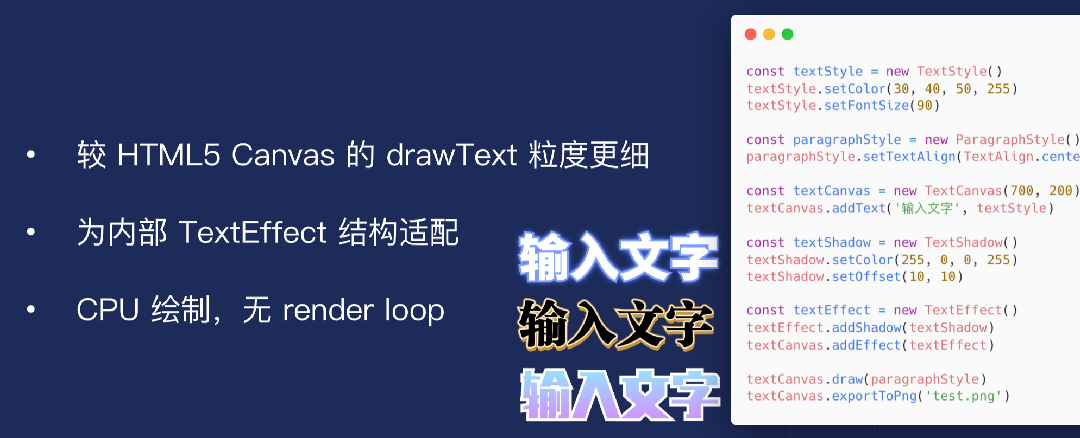 • 较 HTML5 Canvas 的 drawText 粒度更细
• 为内部 TextEffect 结构适配
• CPU 绘制，无 render loop
输入文字
输入文字
输入文字
const textStyle = new TextStyle()
textStyle.setColor(30, 40, 50, 255)
textStyle.setFontSize(90)
const paragraphStyle = new ParagraphStyle()
paragraphStyle.setTextAlign(TextAlign.cente
const textCanvas = new TextCanvas(700, 200)
textCanvas.addText('输入文字', textStyle)
const textShadow = new TextShadow()
textShadow.setColor(255, 0, 0, 255)
textShadow.setOffset(10, 10)
const textEffect = new TextEffect()
textEffect.addShadow(textShadow)
textCanvas.addEffect(textEffect)
textCanvas.draw(paragraphStyle)
textCanvas.exportToPng('test.png')